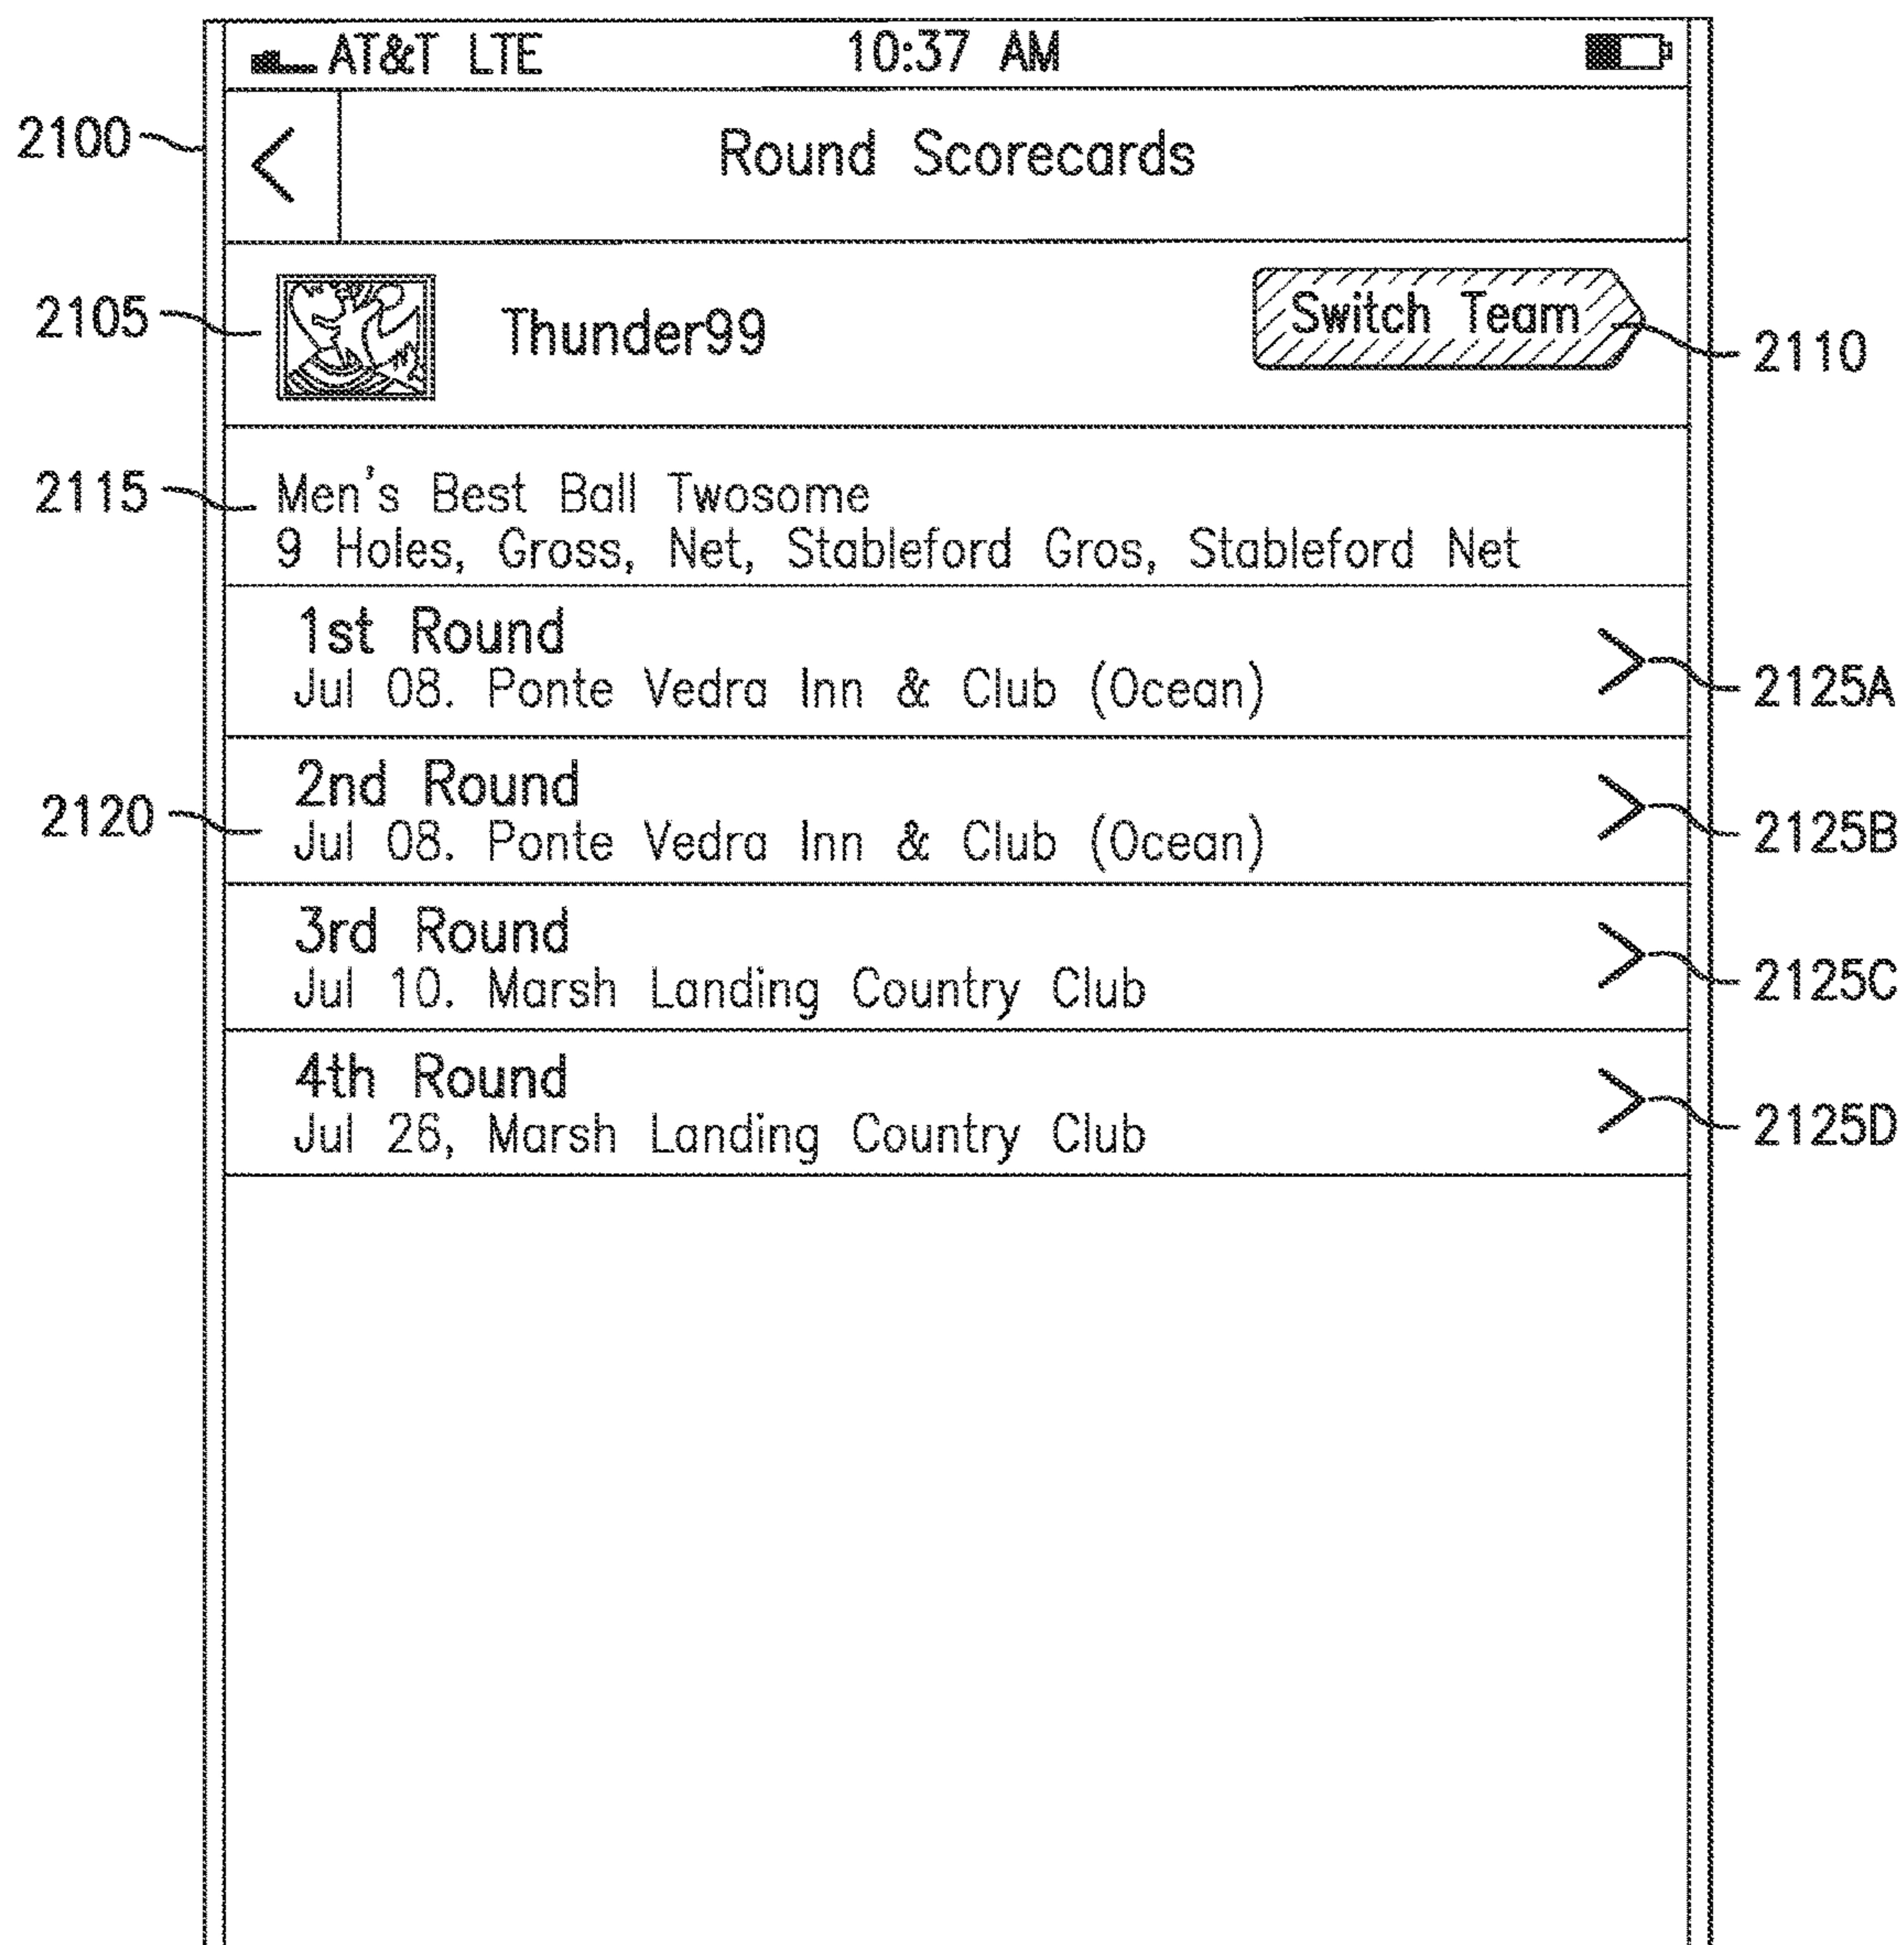 AT&T LTE 10:37 AM
2100
Round Scorecards
2105
Thunder99
Switch Team
2110
2115
Men's Best Ball Twosome
9 Holes, Gross, Net, Stableford Gros, Stableford Net
1st Round
Jul 08. Ponte Vedra Inn & Club (Ocean)
2125A
2nd Round
2120
Jul 08. Ponte Vedra Inn & Club (Ocean)
2125B
3rd Round
Jul 10. Marsh Landing Country Club
2125C
4th Round
Jul 26, Marsh Landing Country Club
2125D